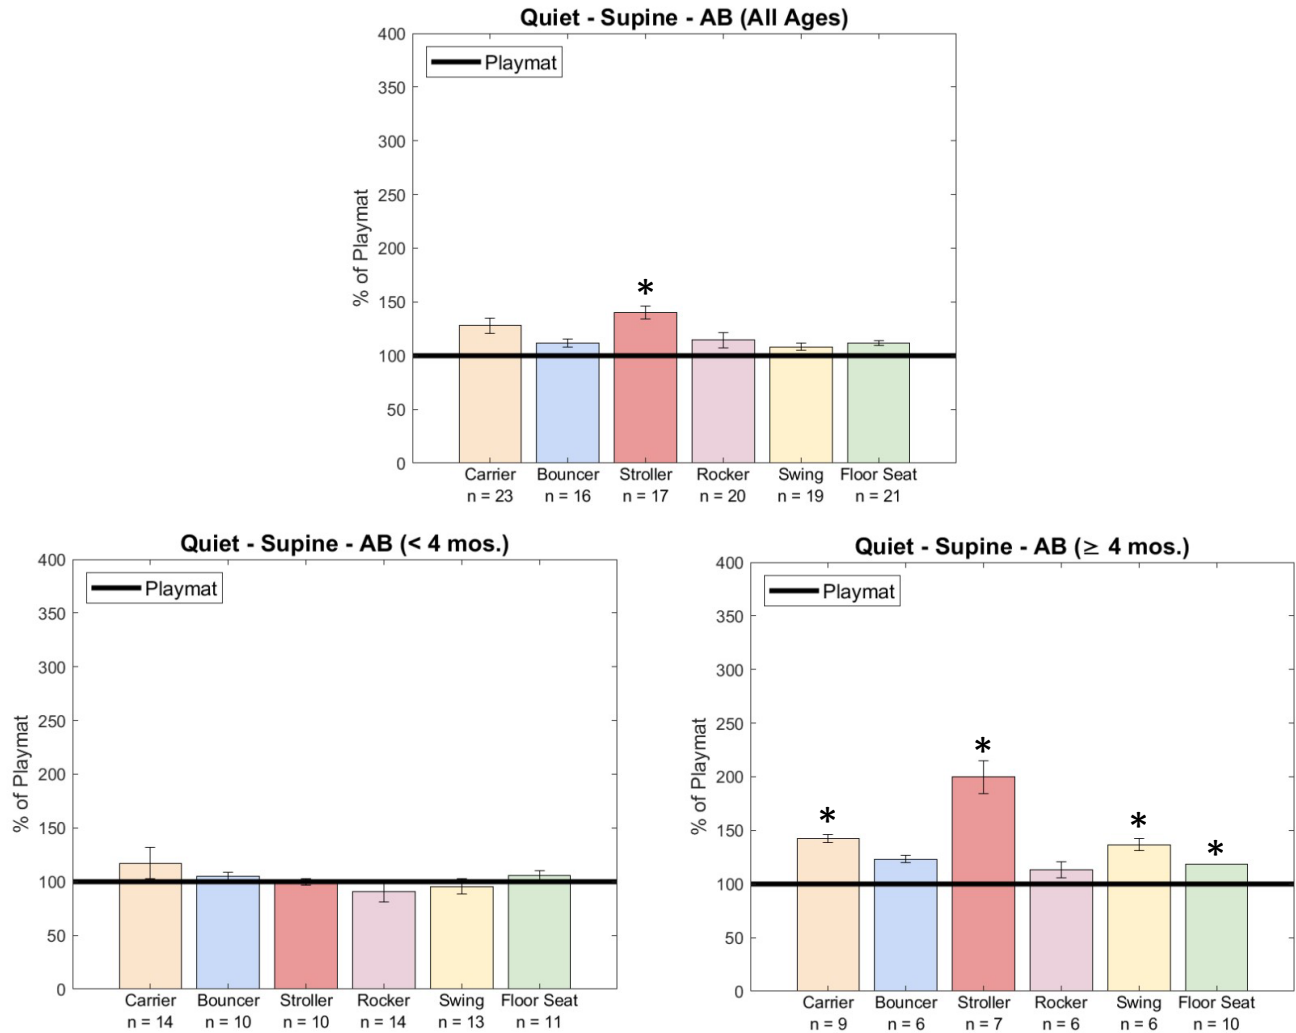 Quiet - Supine - AB (All Ages)
400
350
300
250
200
150
100
50
0
% of Playmat
Playmat
*
Carrier Bouncer Stroller Rocker Swing Floor Seat
n = 23 n = 16 n = 17 n = 20 n = 19 n = 21
Quiet - Supine - AB (< 4 mos.)
400
350
300
250
200
150
100
50
0
% of Playmat
Playmat
Carrier Bouncer Stroller Rocker Swing Floor Seat
n = 14 n = 10 n = 10 n = 14 n = 13 n = 11
Quiet - Supine - AB (≥ 4 mos.)
400
350
300
250
200
150
100
50
0
% of Playmat
Playmat
* * * *
Carrier Bouncer Stroller Rocker Swing Floor Seat
n = 9 n = 6 n = 7 n = 6 n = 6 n = 10